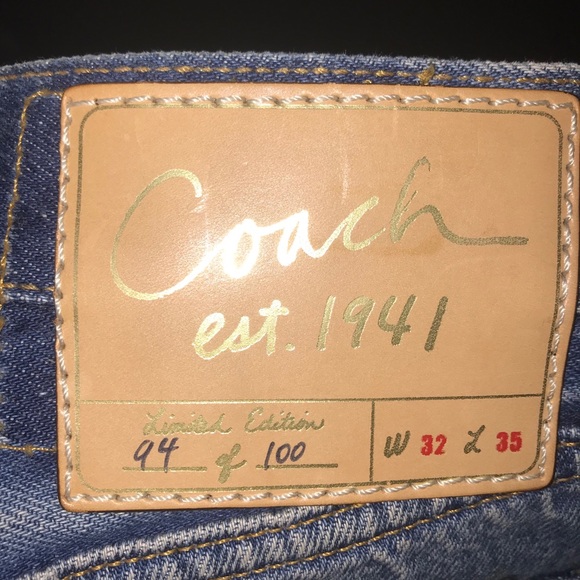 Coach
est. 1941
Limited Edition
94 of 100
W 32 L 35